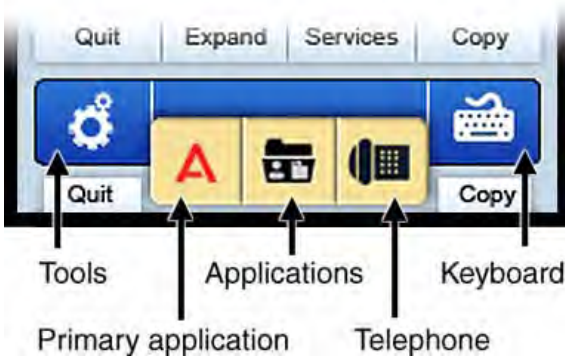 Quit Expand Services Copy
A
Quit Copy
Tools Applications Keyboard
Primary application Telephone